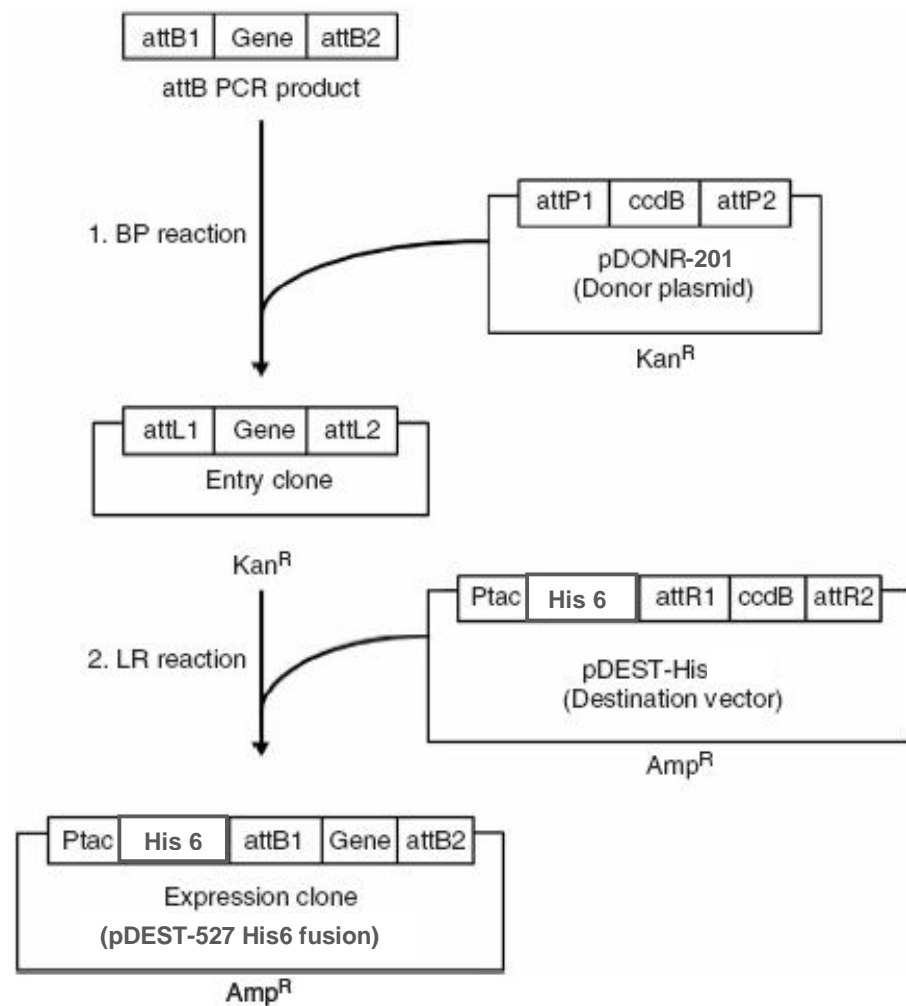 attB1 Gene attB2
attB PCR product
1. BP reaction
attP1 ccdB attP2
pDONR-201
(Donor plasmid)
KanR
attL1 Gene attL2
Entry clone
KanR
2. LR reaction
Ptac His 6 attR1 ccdB attR2
pDEST-His
(Destination vector)
AmpR
Ptac His 6 attB1 Gene attB2
Expression clone
(pDEST-527 His6 fusion)
AmpR